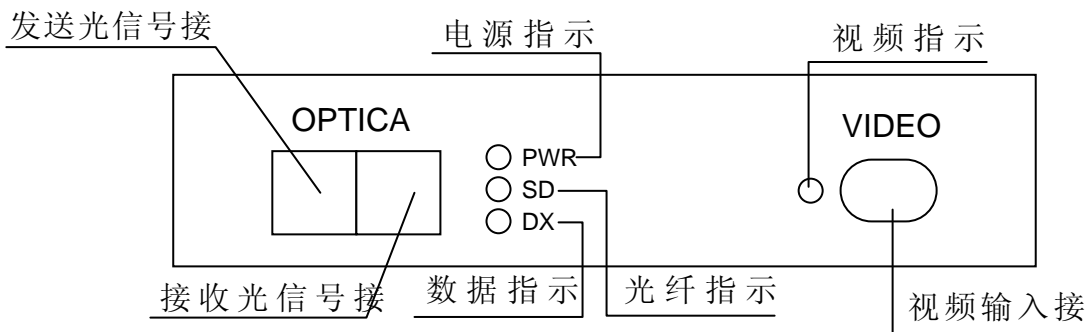 发送光信号接
电源指示
视频指示
OPTICA
VIDEO
PWR
SD
DX
接收光信号接
数据指示
光纤指示
视频输入接